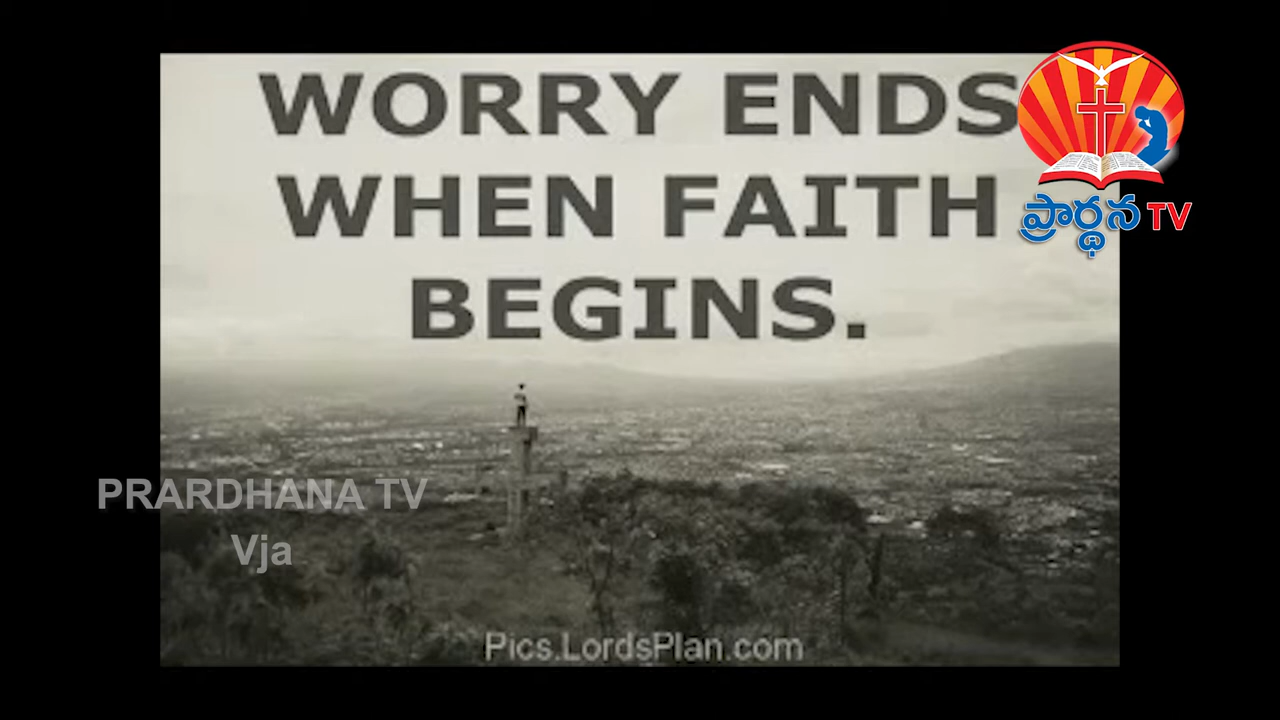 WORRY ENDS
WHEN FAITH
BEGINS.
ప్రార్థన TV
PRARDHANA TV
Vja
Pics.LordsPlan.com